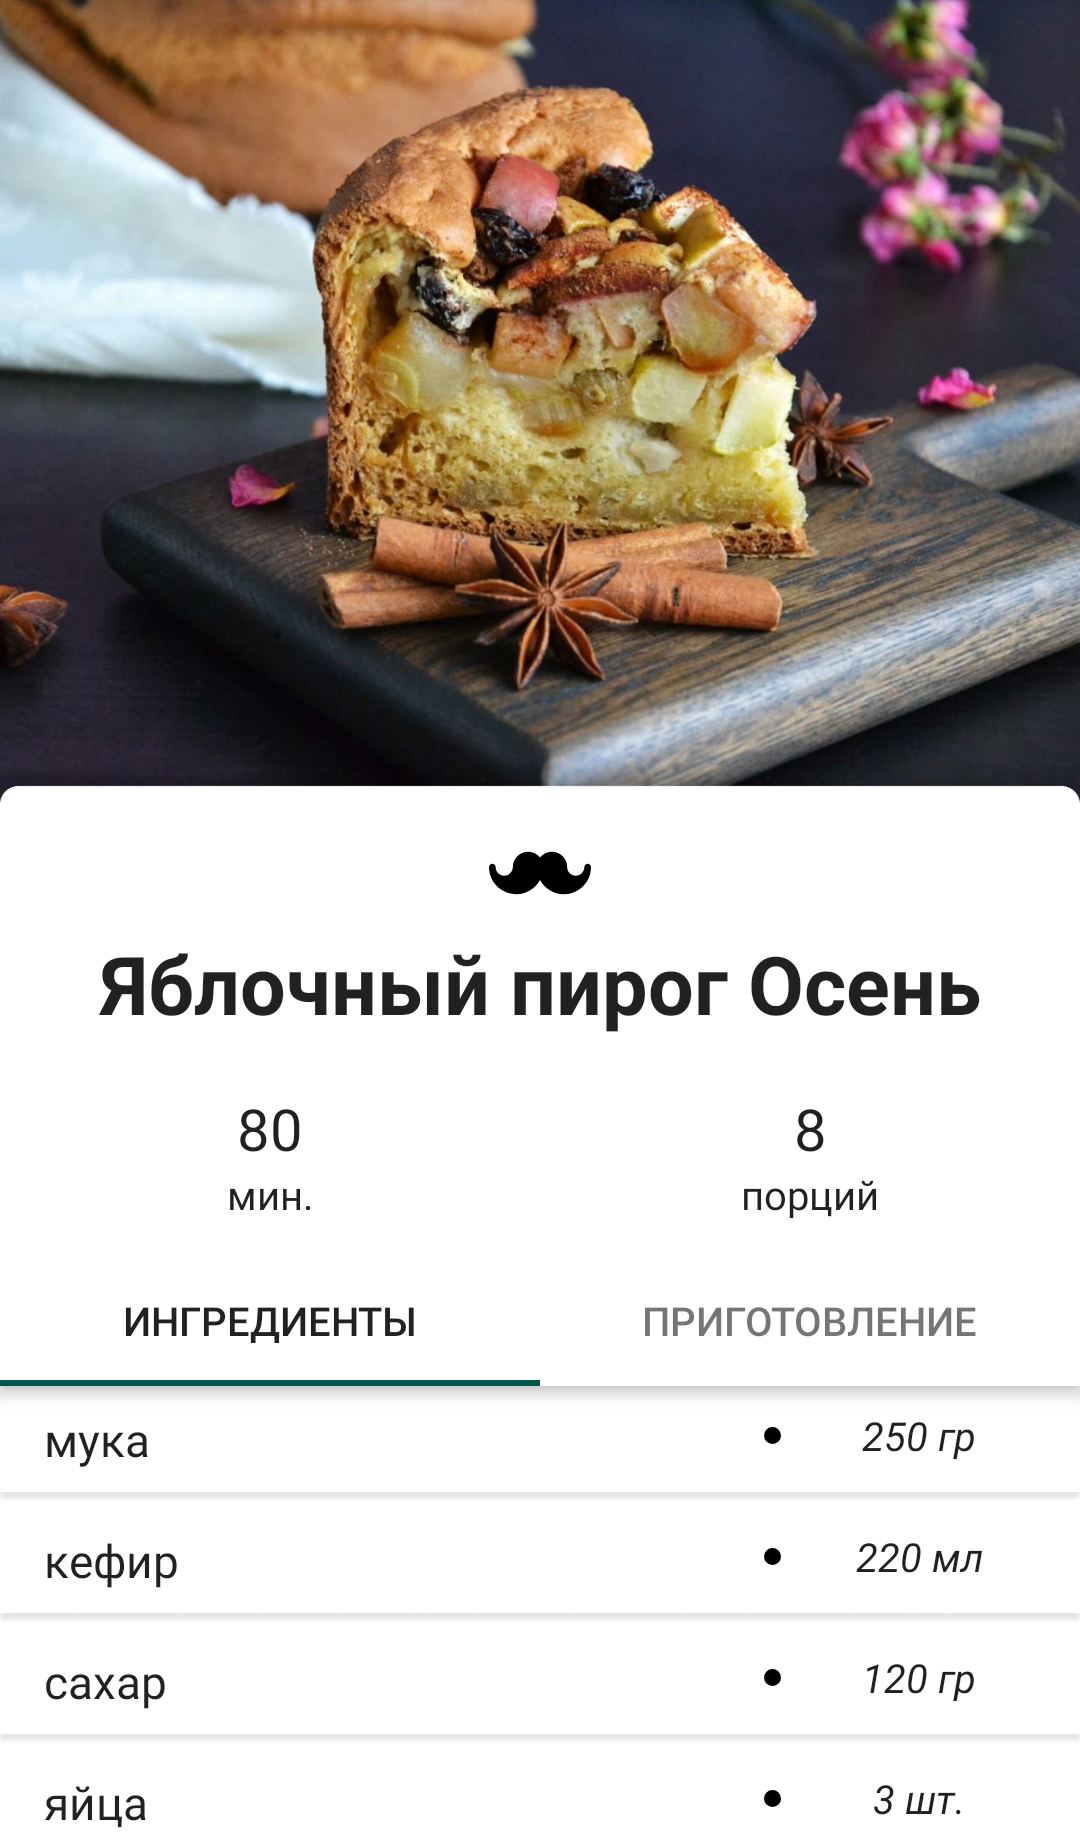 Яблочный пирог Осень
80 8
мин. порций
ИНГРЕДИЕНТЫ ПРИГОТОВЛЕНИЕ
мука • 250 гр
кефир • 220 мл
сахар • 120 гр
яйца • 3 шт.